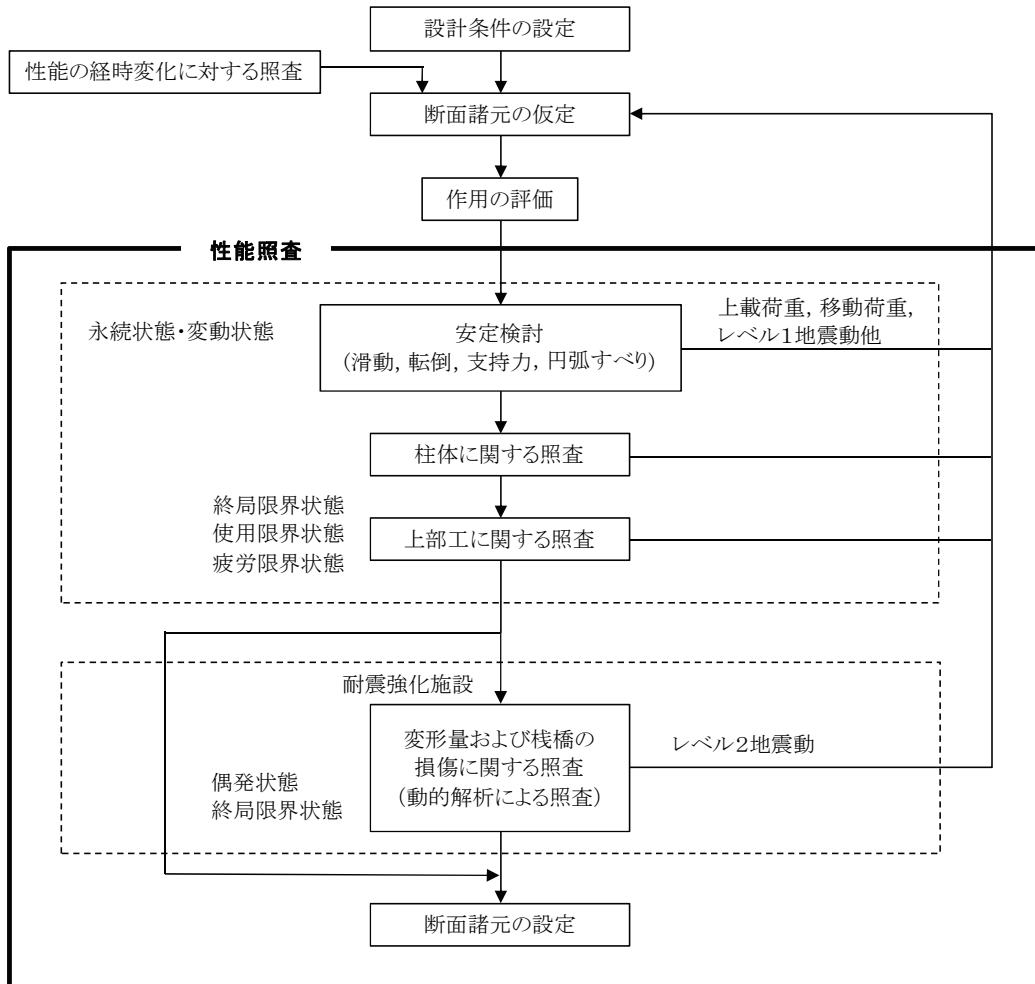 設計条件の設定
性能の経時変化に対する照査
断面諸元の仮定
作用の評価
性能照査
永続状態・変動状態
安定検討
(滑動, 転倒, 支持力, 円弧すべり)
上載荷重, 移動荷重,
レベル1地震動他
柱体に関する照査
終局限界状態
使用限界状態
疲労限界状態
上部工に関する照査
耐震強化施設
変形量および桟橋の
損傷に関する照査
(動的解析による照査)
レベル2地震動
偶発状態
終局限界状態
断面諸元の設定